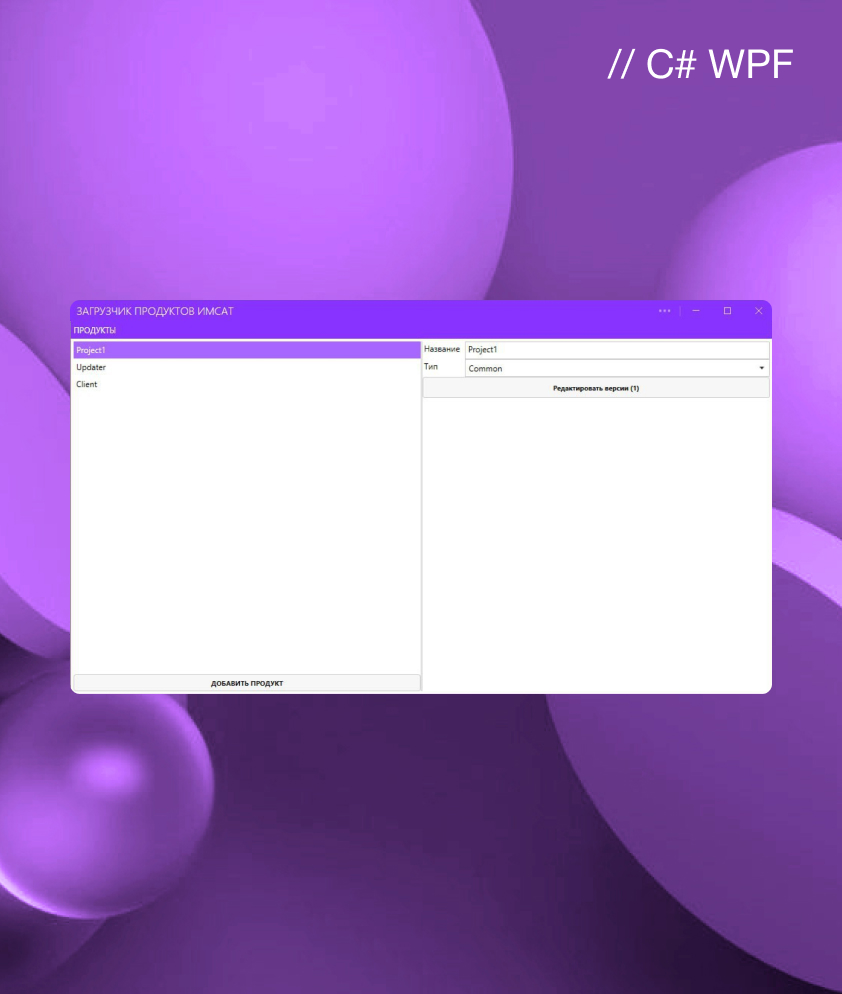 // C# WPF
ЗАГРУЗЧИК ПРОДУКТОВ ИМСАТ
ПРОДУКТЫ
Project1
Updater
Client
Название Project1
Тип Common
Редактировать версии (1)
ДОБАВИТЬ ПРОДУКТ